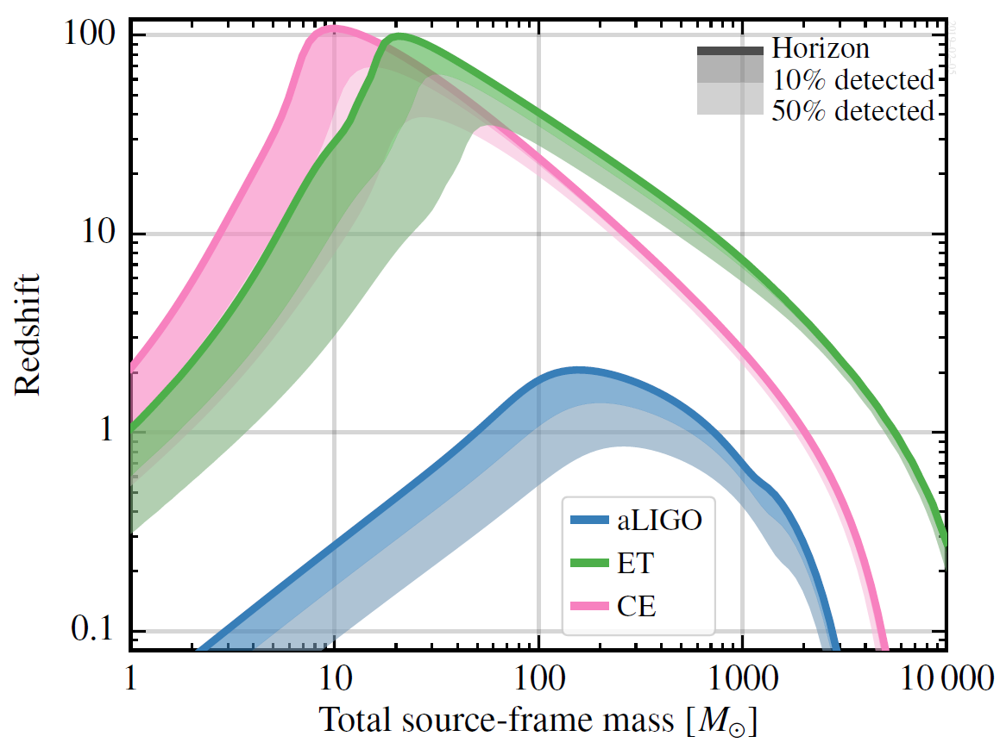 Horizon
10% detected
50% detected
100
10
1
0.1
Redshift
aLIGO
ET
CE
1
10
100
1000
10 000
Total source-frame mass [M⊙]